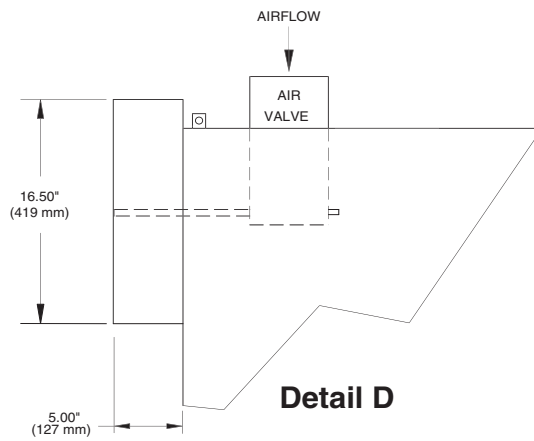 AIRFLOW
AIR
VALVE
16.50"
(419 mm)
Detail D
5.00"
(127 mm)